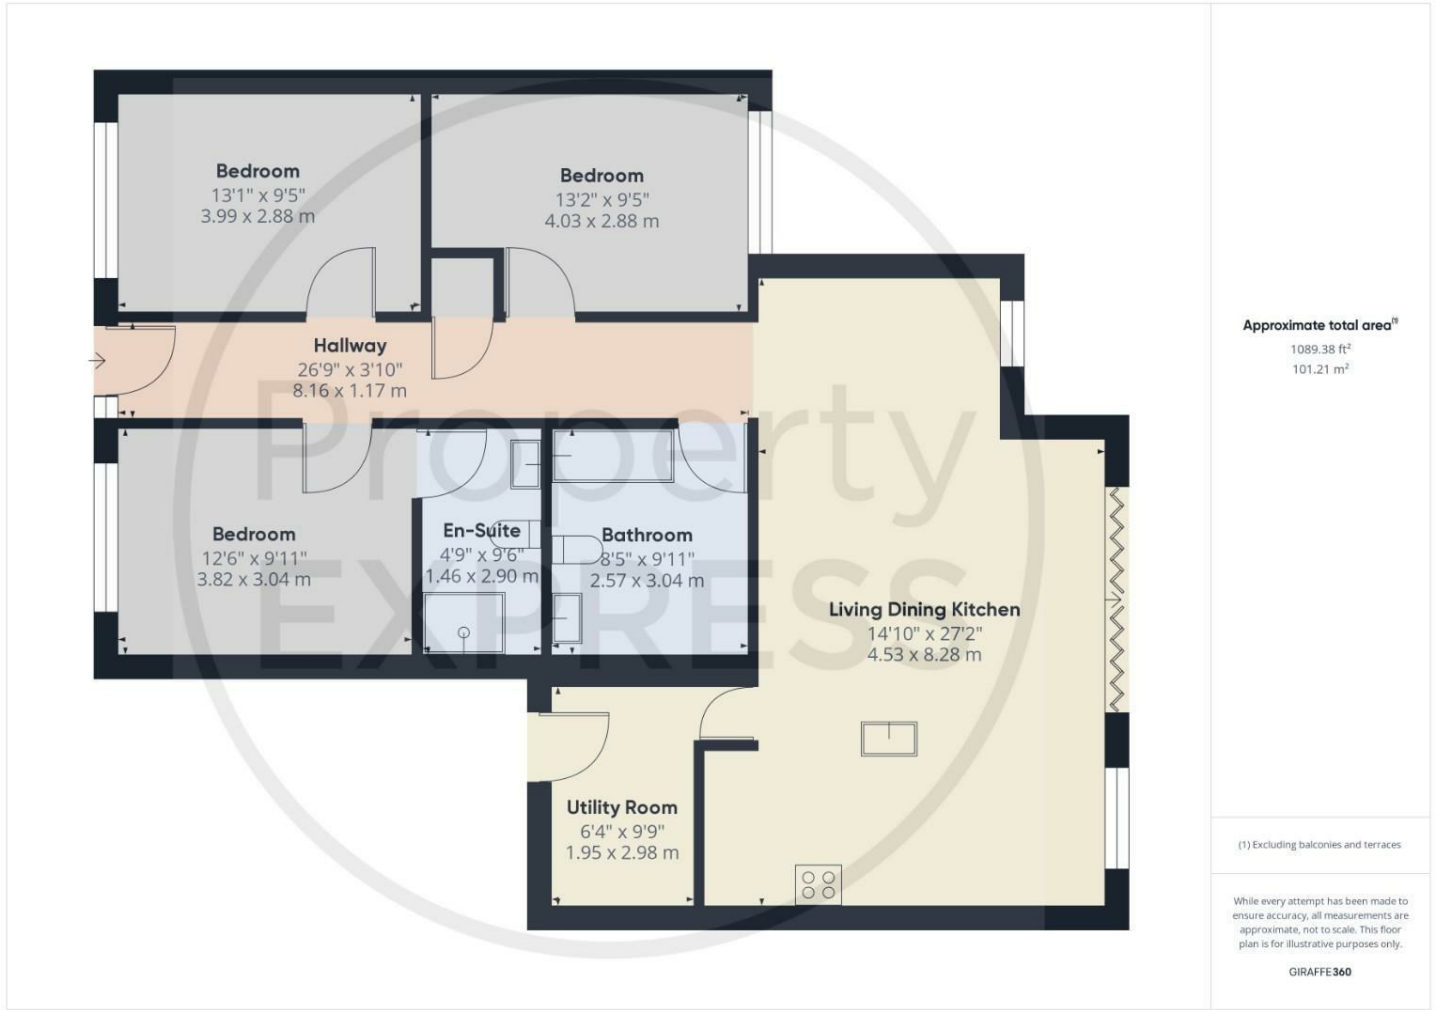 Bedroom
13'1" x 9'5"
3.99 x 2.88 m
Bedroom
13'2" x 9'5"
4.03 x 2.88 m
Hallway
26'9" x 3'10"
8.16 x 1.17 m
Property
EXPRESS
Bedroom
12'6" x 9'11"
3.82 x 3.04 m
En-Suite
4'9" x 9'6"
1.46 x 2.90 m
Bathroom
8'5" x 9'11"
2.57 x 3.04 m
Living Dining Kitchen
14'10" x 27'2"
4.53 x 8.28 m
Utility Room
6'4" x 9'9"
1.95 x 2.98 m
Approximate total area(1)
1089.38 ft²
101.21 m²
(1) Excluding balconies and terraces
While every attempt has been made to
ensure accuracy, all measurements are
approximate, not to scale. This floor
plan is for illustrative purposes only.
GIRAFFE360